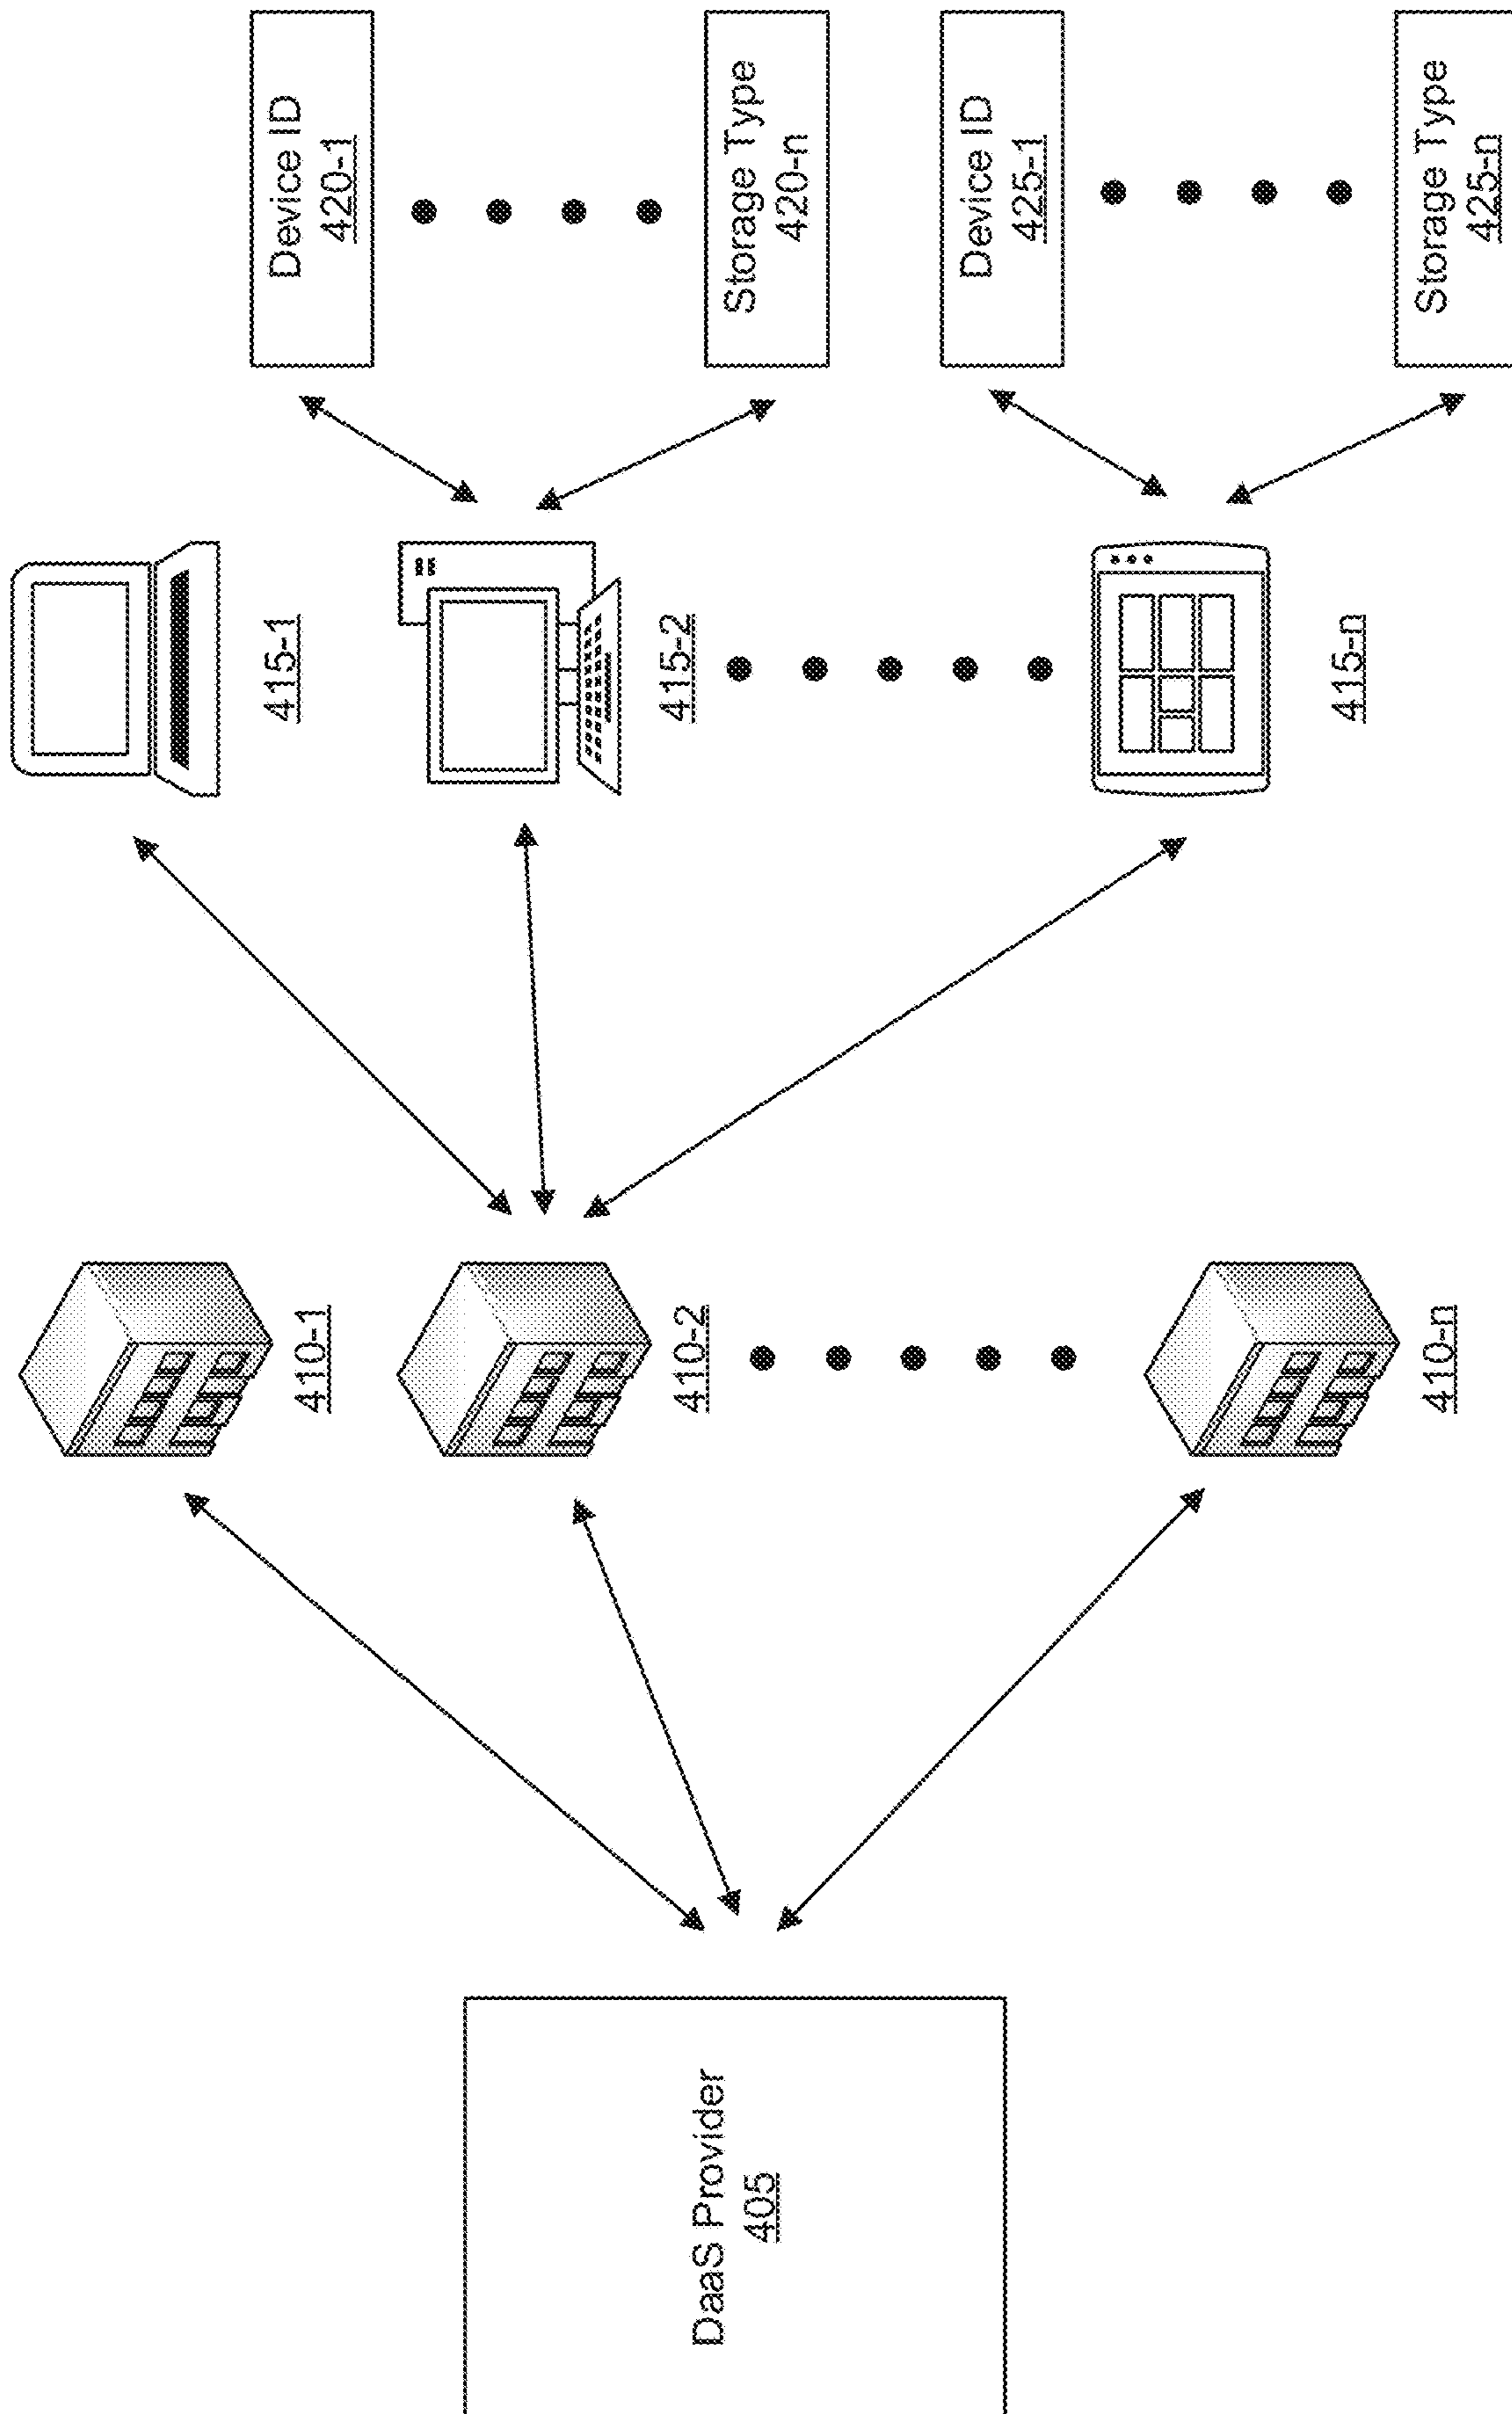 DaaS Provider
405
410-1
410-2
410-n
415-1
415-2
415-n
Device ID
420-1
Storage Type
420-n
Device ID
425-1
Storage Type
425-n